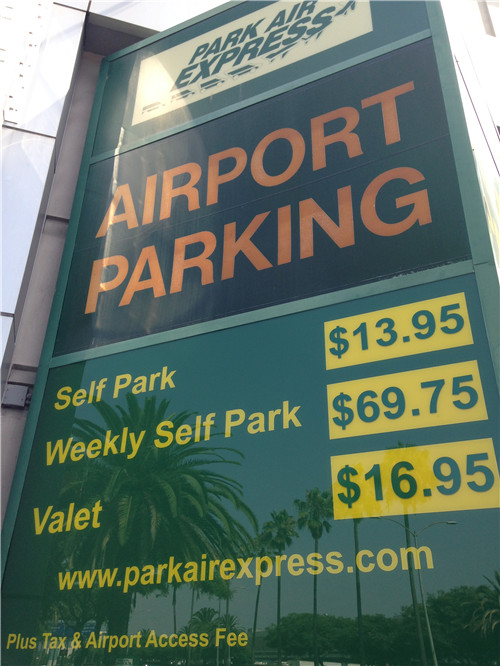 PARK AIR
EXPRESS
AIRPORT
PARKING
Self Park $13.95
Weekly Self Park $69.75
Valet $16.95
www.parkairexpress.com
Plus Tax & Airport Access Fee